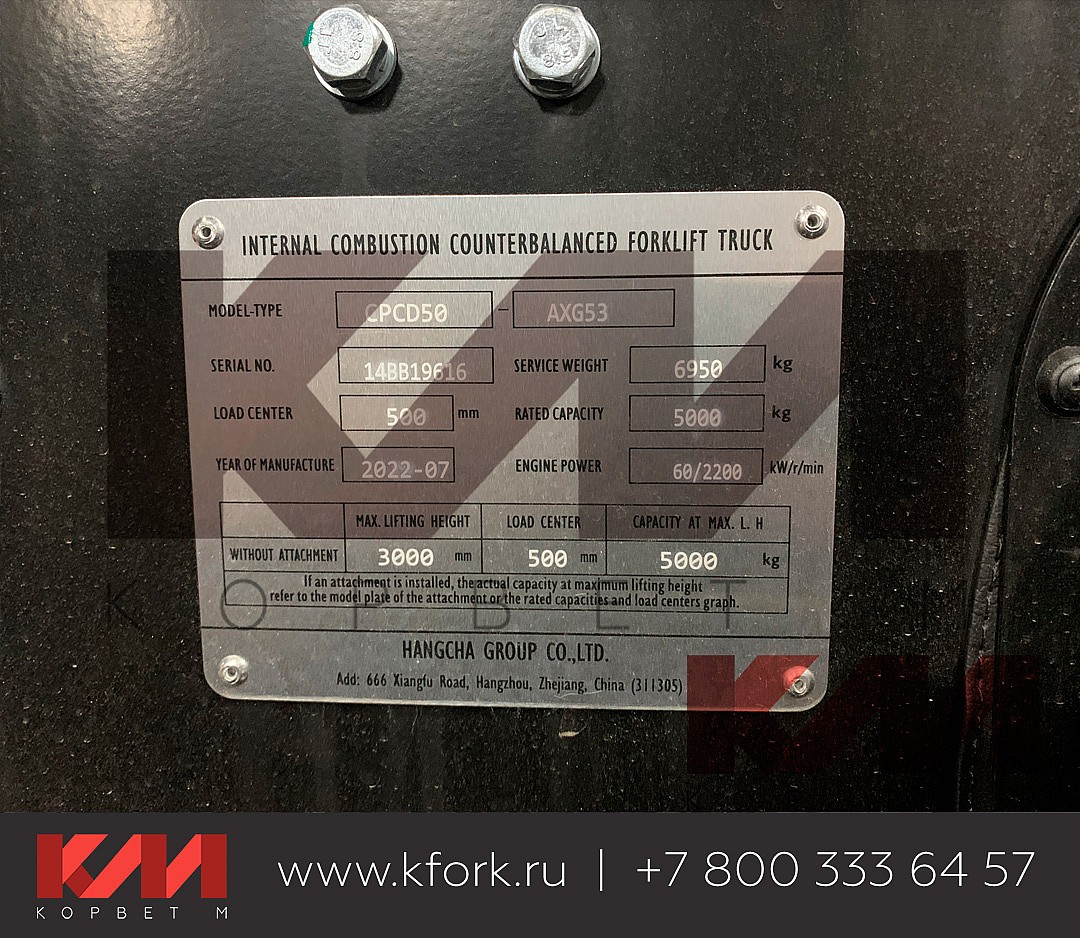 INTERNAL COMBUSTION COUNTERBALANCED FORKLIFT TRUCK
MODEL-TYPE CPCD50 - AXG53
SERIAL NO. 14BB19616 SERVICE WEIGHT 6950 kg
LOAD CENTER 500 mm RATED CAPACITY 5000 kg
YEAR OF MANUFACTURE 2022-07 ENGINE POWER 60/2200 kW/r/min
MAX. LIFTING HEIGHT LOAD CENTER CAPACITY AT MAX. L. H
WITHOUT ATTACHMENT 3000 mm 500 mm 5000 kg
If an attachment is installed, the actual capacity at maximum lifting height
refer to the model plate of the attachment or the rated capacities and load centers graph.
КОРВЕТ
HANGCHA GROUP CO.,LTD.
Add: 666 Xiangfu Road, Hangzhou, Zhejiang, China (311305)
КМ
www.kfork.ru | +7 800 333 64 57
КОРВЕТ М